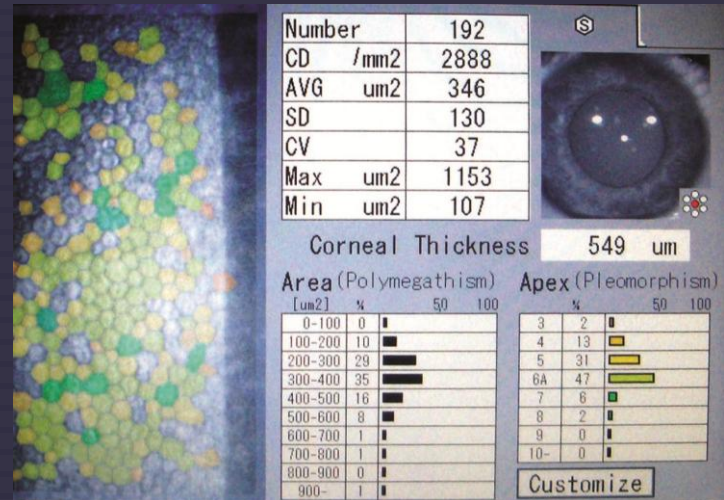 Number 192
CD /mm2 2888
AVG um2 346
SD 130
CV 37
Max um2 1153
Min um2 107
S
Corneal Thickness 549 um
Area (Polymegathism)
[um2] % 50 100
0-100 0
100-200 10
200-300 29
300-400 35
400-500 16
500-600 8
600-700 1
700-800 1
800-900 0
900- 1
Apex (Pleomorphism)
% 50 100
3 2
4 13
5 31
6A 47
7 6
8 2
9 0
10- 0
Customize